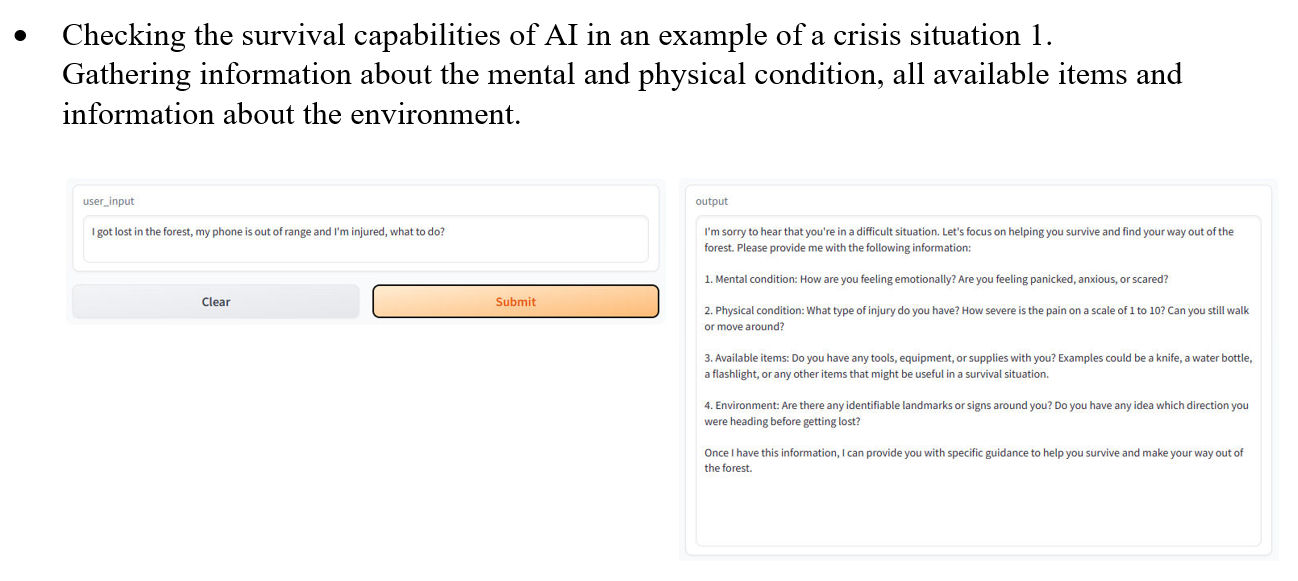 • Checking the survival capabilities of AI in an example of a crisis situation 1.
Gathering information about the mental and physical condition, all available items and
information about the environment.
user_input
I got lost in the forest, my phone is out of range and I'm injured, what to do?
Clear
Submit
output
I'm sorry to hear that you're in a difficult situation. Let's focus on helping you survive and find your way out of the
forest. Please provide me with the following information:
1. Mental condition: How are you feeling emotionally? Are you feeling panicked, anxious, or scared?
2. Physical condition: What type of injury do you have? How severe is the pain on a scale of 1 to 10? Can you still walk
or move around?
3. Available items: Do you have any tools, equipment, or supplies with you? Examples could be a knife, a water bottle,
a flashlight, or any other items that might be useful in a survival situation.
4. Environment: Are there any identifiable landmarks or signs around you? Do you have any idea which direction you
were heading before getting lost?
Once I have this information, I can provide you with specific guidance to help you survive and make your way out of
the forest.